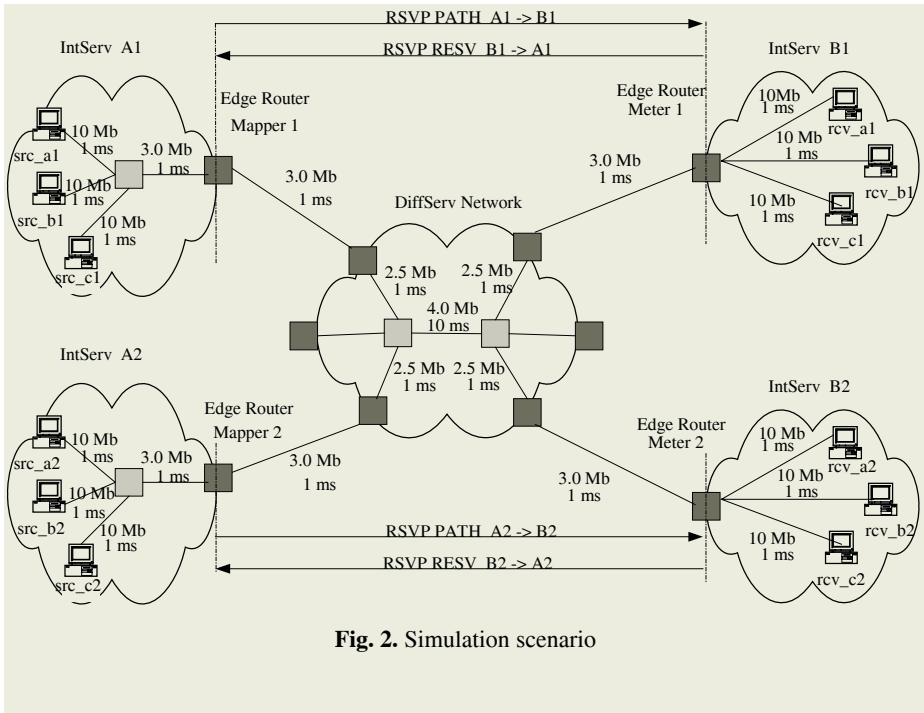 RSVP PATH A1 -> B1
IntServ A1
RSVP RESV B1 -> A1
IntServ B1
Edge Router
Mapper 1
Edge Router
Meter 1
10 Mb
1 ms
src_a1
10 Mb
1 ms
src_b1
10 Mb
1 ms
src_c1
3.0 Mb
1 ms
3.0 Mb
1 ms
DiffServ Network
3.0 Mb
1 ms
10Mb
1 ms
rcv_a1
10 Mb
1 ms
rcv_b1
10 Mb
1 ms
rcv_c1
2.5 Mb
1 ms
2.5 Mb
1 ms
4.0 Mb
10 ms
2.5 Mb
1 ms
2.5 Mb
1 ms
IntServ A2
IntServ B2
Edge Router
Mapper 2
Edge Router
Meter 2
10 Mb
1 ms
src_a2
10 Mb
1 ms
src_b2
10 Mb
1 ms
src_c2
3.0 Mb
1 ms
3.0 Mb
1 ms
3.0 Mb
1 ms
10 Mb
1 ms
rcv_a2
10 Mb
1 ms
rcv_b2
10 Mb
1 ms
rcv_c2
RSVP PATH A2 -> B2
RSVP RESV B2 -> A2
Fig. 2. Simulation scenario